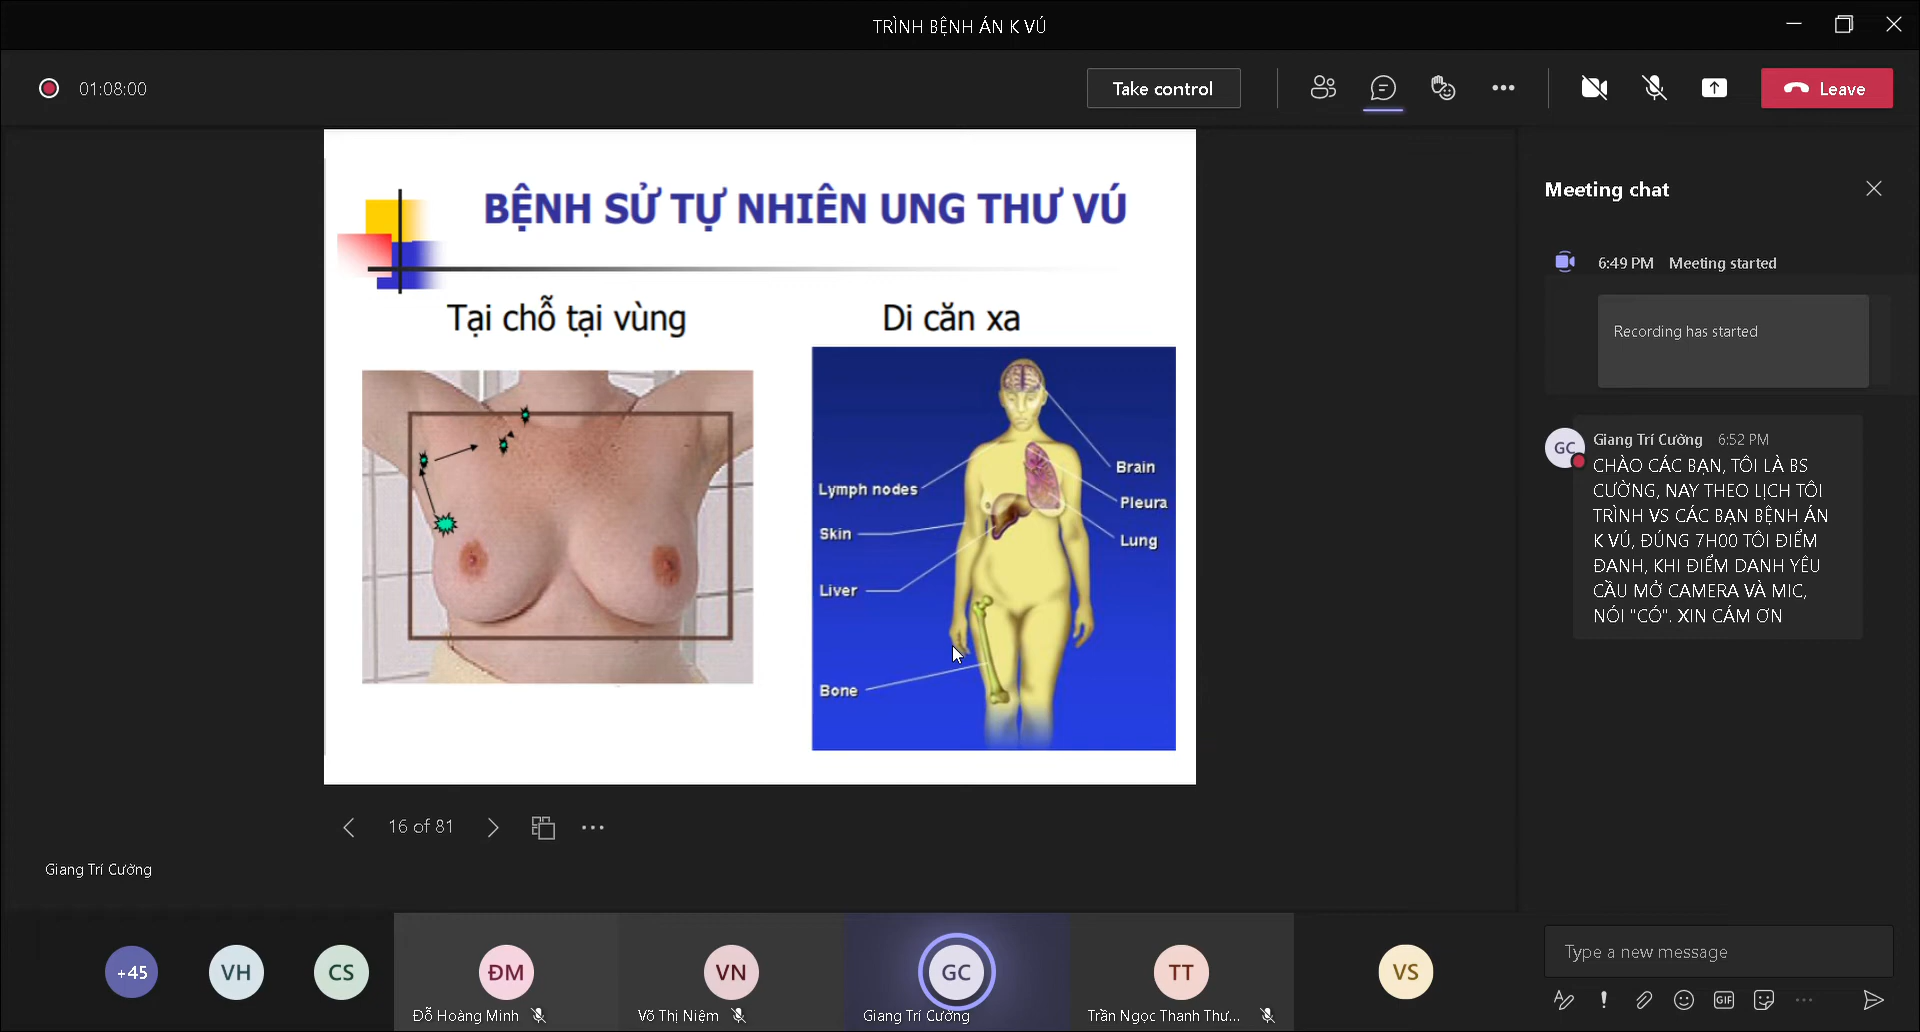 TRÌNH BỆNH ÁN K VÚ
01:08:00
Take control
Leave
BỆNH SỬ TỰ NHIÊN UNG THƯ VÚ
Tại chỗ tại vùng
Di căn xa
Brain
Lymph nodes
Pleura
Skin
Lung
Liver
Bone
16 of 81
Giang Trí Cường
Meeting chat
6:49 PM Meeting started
Recording has started
GC
Giang Trí Cường 6:52 PM
CHÀO CÁC BẠN, TÔI LÀ BS
CƯỜNG, NAY THEO LỊCH TÔI
TRÌNH VS CÁC BẠN BỆNH ÁN
K VÚ, ĐÚNG 7H00 TÔI ĐIỂM
DANH, KHI ĐIỂM DANH YÊU
CẦU MỞ CAMERA VÀ MIC,
NÓI "CÓ". XIN CÁM ƠN
+45
VH
CS
ĐM
Đỗ Hoàng Minh
VN
Võ Thị Niệm
GC
Giang Trí Cường
TT
Trần Ngọc Thanh Thư...
VS
Type a new message
GIF